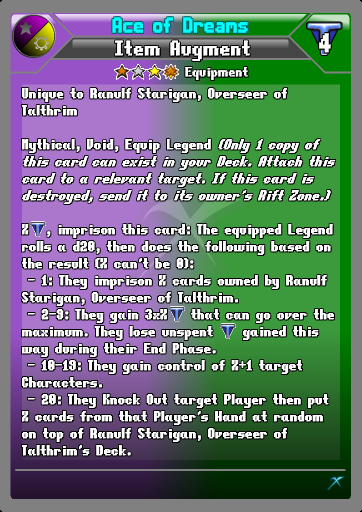 Ace of Dreams
Item Augment
4
Equipment
Unique to Ranulf Starigan, Overseer of
Talthrim
Mythical, Void, Equip Legend (Only 1 copy of
this card can exist in your Deck. Attach this
card to a relevant target. If this card is
destroyed, send it to its owner's Rift Zone.)
X, imprison this card: The equipped Legend
rolls a d20, then does the following based on
the result (X can't be 0):
- 1: They imprison X cards owned by Ranulf
Starigan, Overseer of Talthrim.
- 2-9: They gain 3xX that can go over the
maximum. They lose unspent gained this
way during their End Phase.
- 10-19: They gain control of X+1 target
Characters.
- 20: They Knock Out target Player then put
X cards from that Player's Hand at random
on top of Ranulf Starigan, Overseer of
Talthrim's Deck.